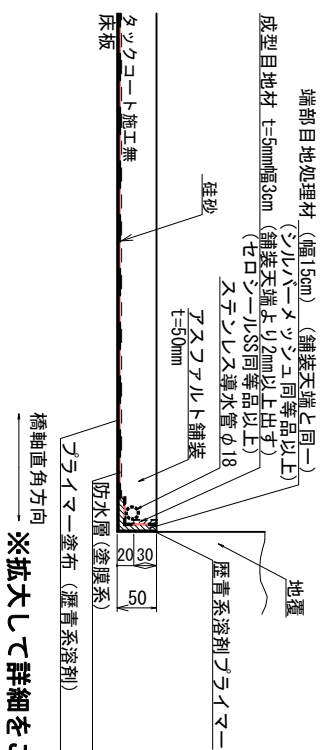 端部目地処理材（幅15cm）（舗装天端と同一）
（シルバーメッシュ同等品以上）
成型目地材 t=5mm幅3cm（舗装天端より2mm以上出す）
（セロシールSS同等品以上）
ステンレス導水管φ18
地覆
硅砂
アスファルト舗装
t=50mm
歴青系溶剤プライマー
タックコート施工無
床板
20 30
50
防水層（塗膜系）
プライマー塗布（瀝青系溶剤）
橋軸直角方向
※拡大して詳細を